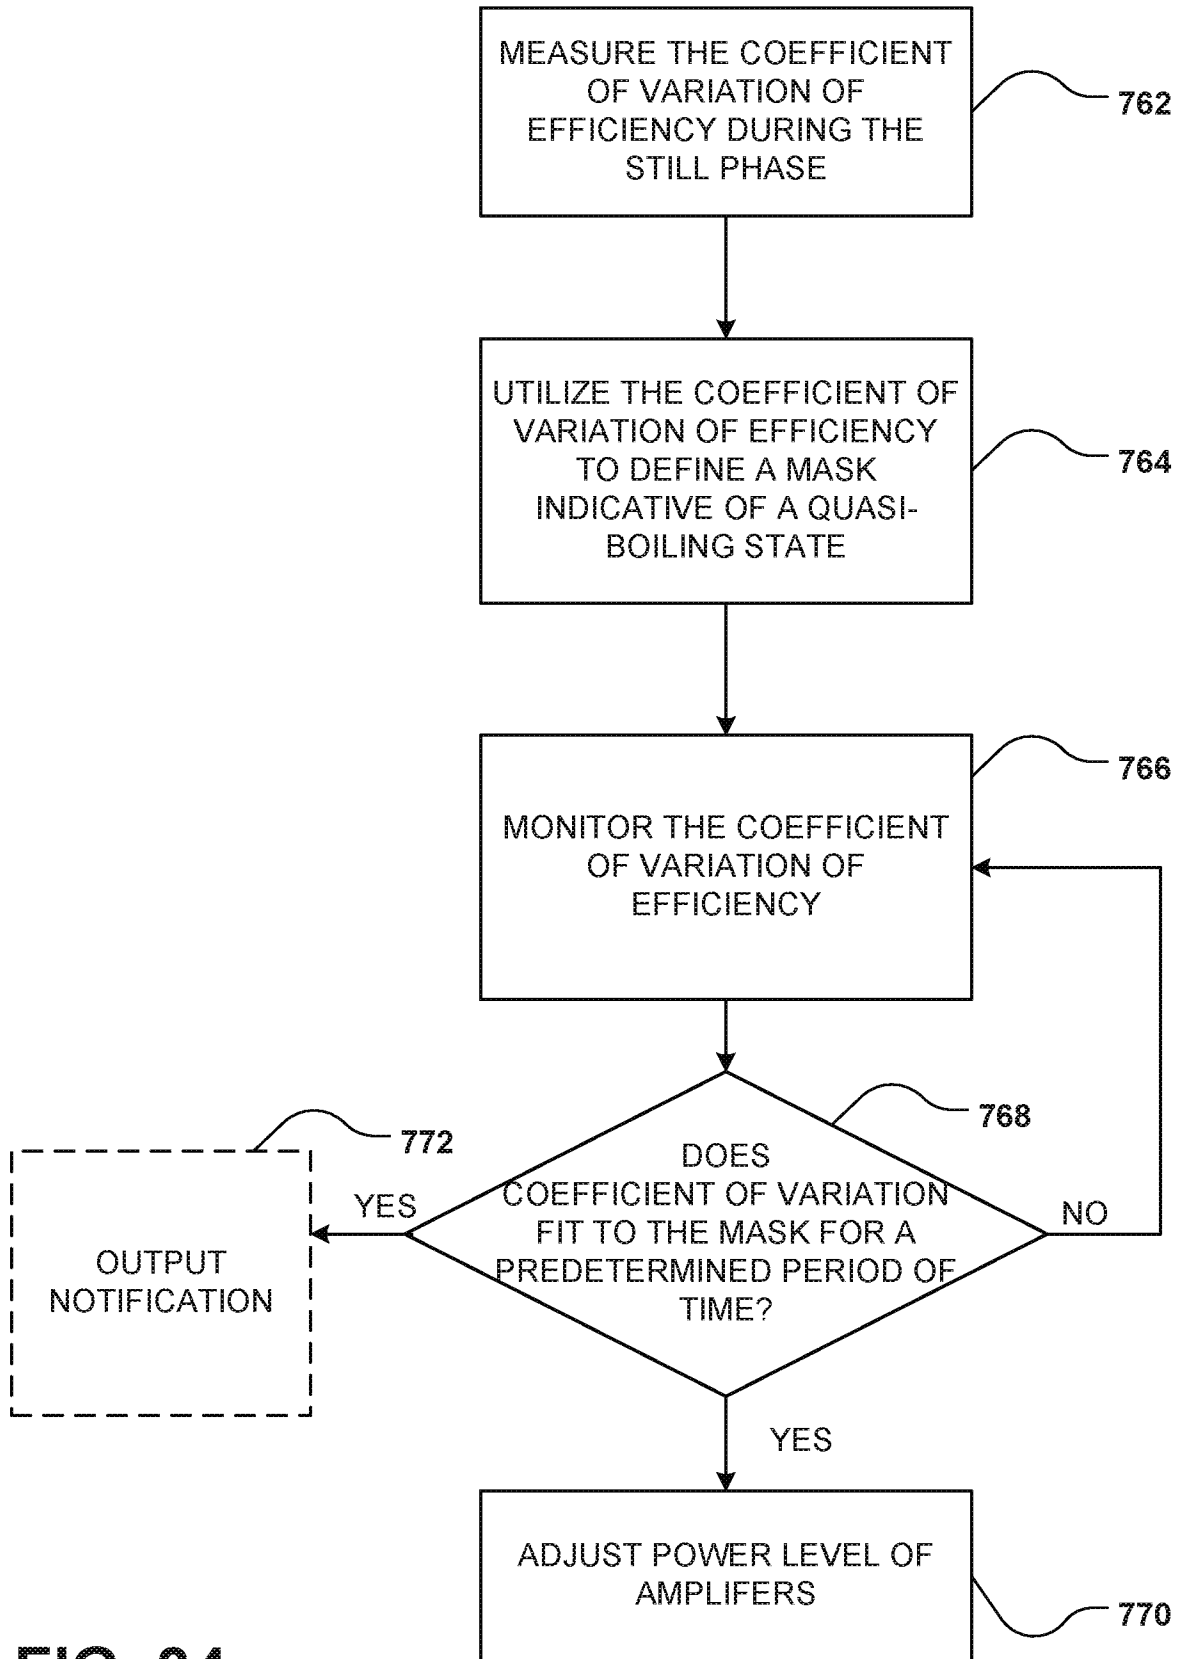 MEASURE THE COEFFICIENT
OF VARIATION OF
EFFICIENCY DURING THE
STILL PHASE
762
UTILIZE THE COEFFICIENT OF
VARIATION OF EFFICIENCY
TO DEFINE A MASK
INDICATIVE OF A QUASI-
BOILING STATE
764
766
MONITOR THE COEFFICIENT
OF VARIATION OF
EFFICIENCY
768
772
DOES
COEFFICIENT OF VARIATION
FIT TO THE MASK FOR A
PREDETERMINED PERIOD OF
TIME?
YES
NO
OUTPUT
NOTIFICATION
YES
ADJUST POWER LEVEL OF
AMPLIFERS
770